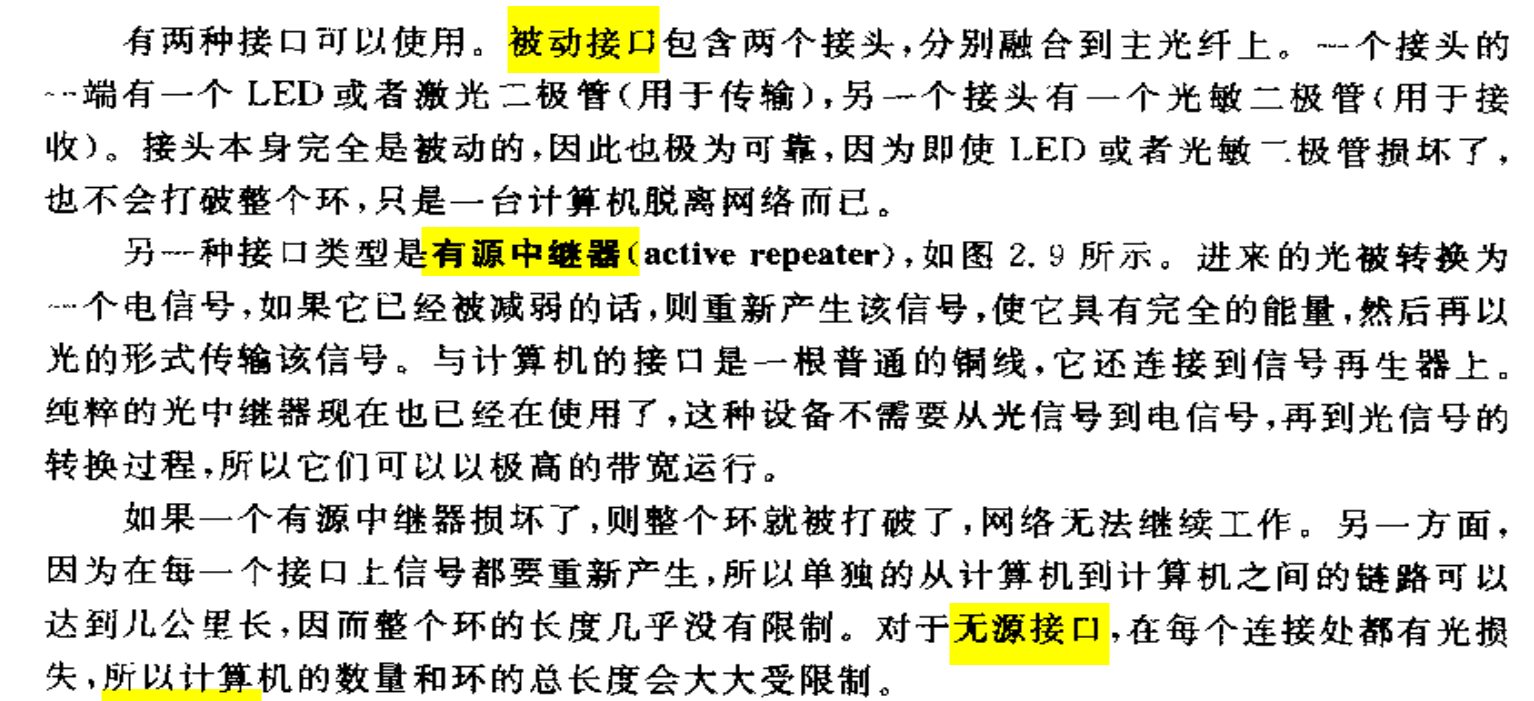 有两种接口可以使用。被动接口包含两个接头,分别融合到主光纤上。一个接头的
一端有一个 LED 或者激光二极管(用于传输),另一个接头有一个光敏二极管(用于接
收)。接头本身完全是被动的,因此也极为可靠,因为即使 LED 或者光敏二极管损坏了,
也不会打破整个环,只是一台计算机脱离网络而已。
另一种接口类型是有源中继器(active repeater),如图 2.9 所示。进来的光被转换为
一个电信号,如果它已经被减弱的话,则重新产生该信号,使它具有完全的能量,然后再以
光的形式传输该信号。与计算机的接口是一根普通的铜线,它还连接到信号再生器上。
纯粹的光中继器现在也已经在使用了,这种设备不需要从光信号到电信号,再到光信号的
转换过程,所以它们可以以极高的带宽运行。
如果一个有源中继器损坏了,则整个环就被打破了,网络无法继续工作。另一方面,
因为在每一个接口上信号都要重新产生,所以单独的从计算机到计算机之间的链路可以
达到几公里长,因而整个环的长度几乎没有限制。对于无源接口,在每个连接处都有光损
失,所以计算机的数量和环的总长度会大大受限制。